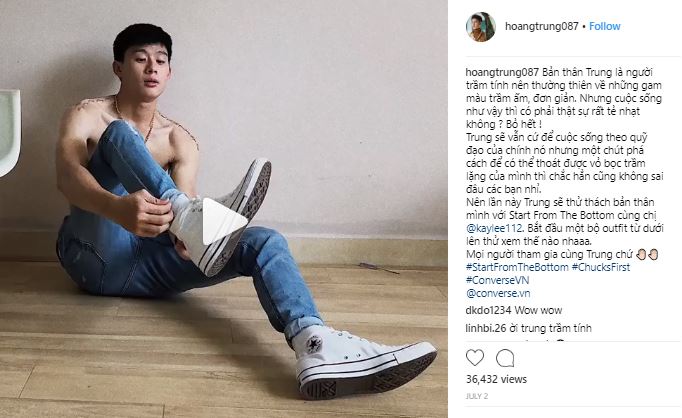 hoangtrung087 • Follow
hoangtrung087 Bản thân Trung là người
trầm tính nên thường thiên về những gam
màu trầm ấm, đơn giản. Nhưng cuộc sống
như vậy thì có phải thật sự rất tẻ nhạt
không ? Bỏ hết !
Trung sẽ vẫn cứ để cuộc sống theo quỹ
đạo của chính nó nhưng một chút phá
cách để có thể thoát được vỏ bọc trầm
lặng của mình thì chắc hẳn cũng không sai
đâu các bạn nhỉ.
Nên lần này Trung sẽ thử thách bản thân
mình với Start From The Bottom cùng chị
@kaylee112. Bắt đầu một bộ outfit từ dưới
lên thử xem thế nào nhaaa.
Mọi người tham gia cùng Trung chứ 🤚🏻🤚🏻
#StartFromTheBottom #ChucksFirst
#ConverseVN
@converse.vn
dkdo1234 Wow wow
linhbi.26 ời trung trầm tính
36,432 views
JULY 2